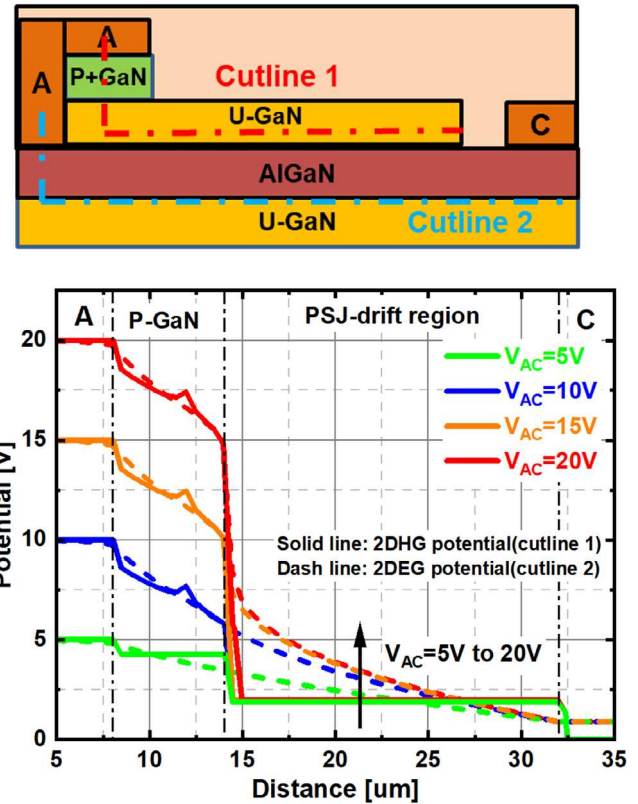 A
A
P+GaN
Cutline 1
U-GaN
C
AlGaN
U-GaN
Cutline 2
A
P-GaN
PSJ-drift region
C
20
15
10
5
0
V_AC=5V
V_AC=10V
V_AC=15V
V_AC=20V
Solid line: 2DHG potential(cutline 1)
Dash line: 2DEG potential(cutline 2)
V_AC=5V to 20V
Potential [V]
5 10 15 20 25 30 35
Distance [um]